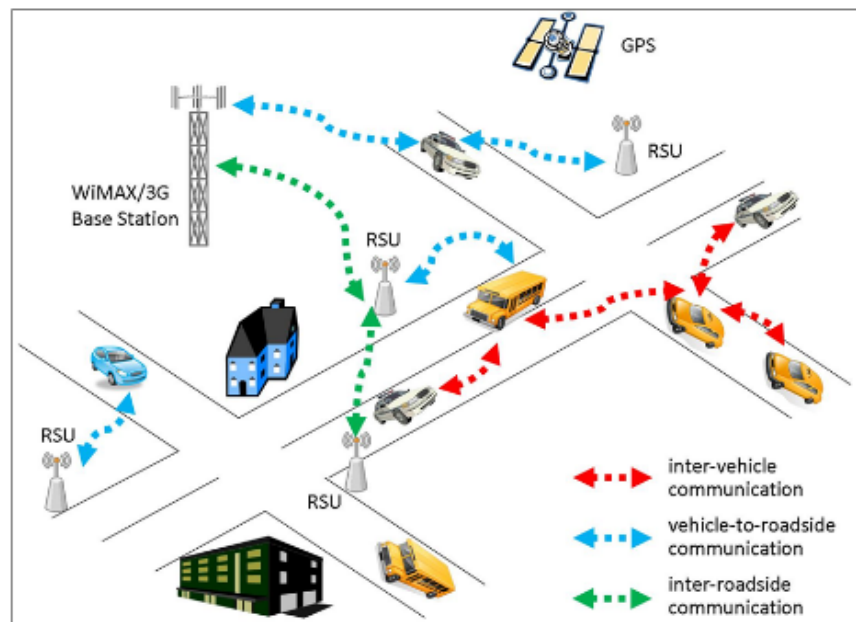 GPS
RSU
WiMAX/3G
Base Station
RSU
RSU
RSU
inter-vehicle
communication
vehicle-to-roadside
communication
inter-roadside
communication